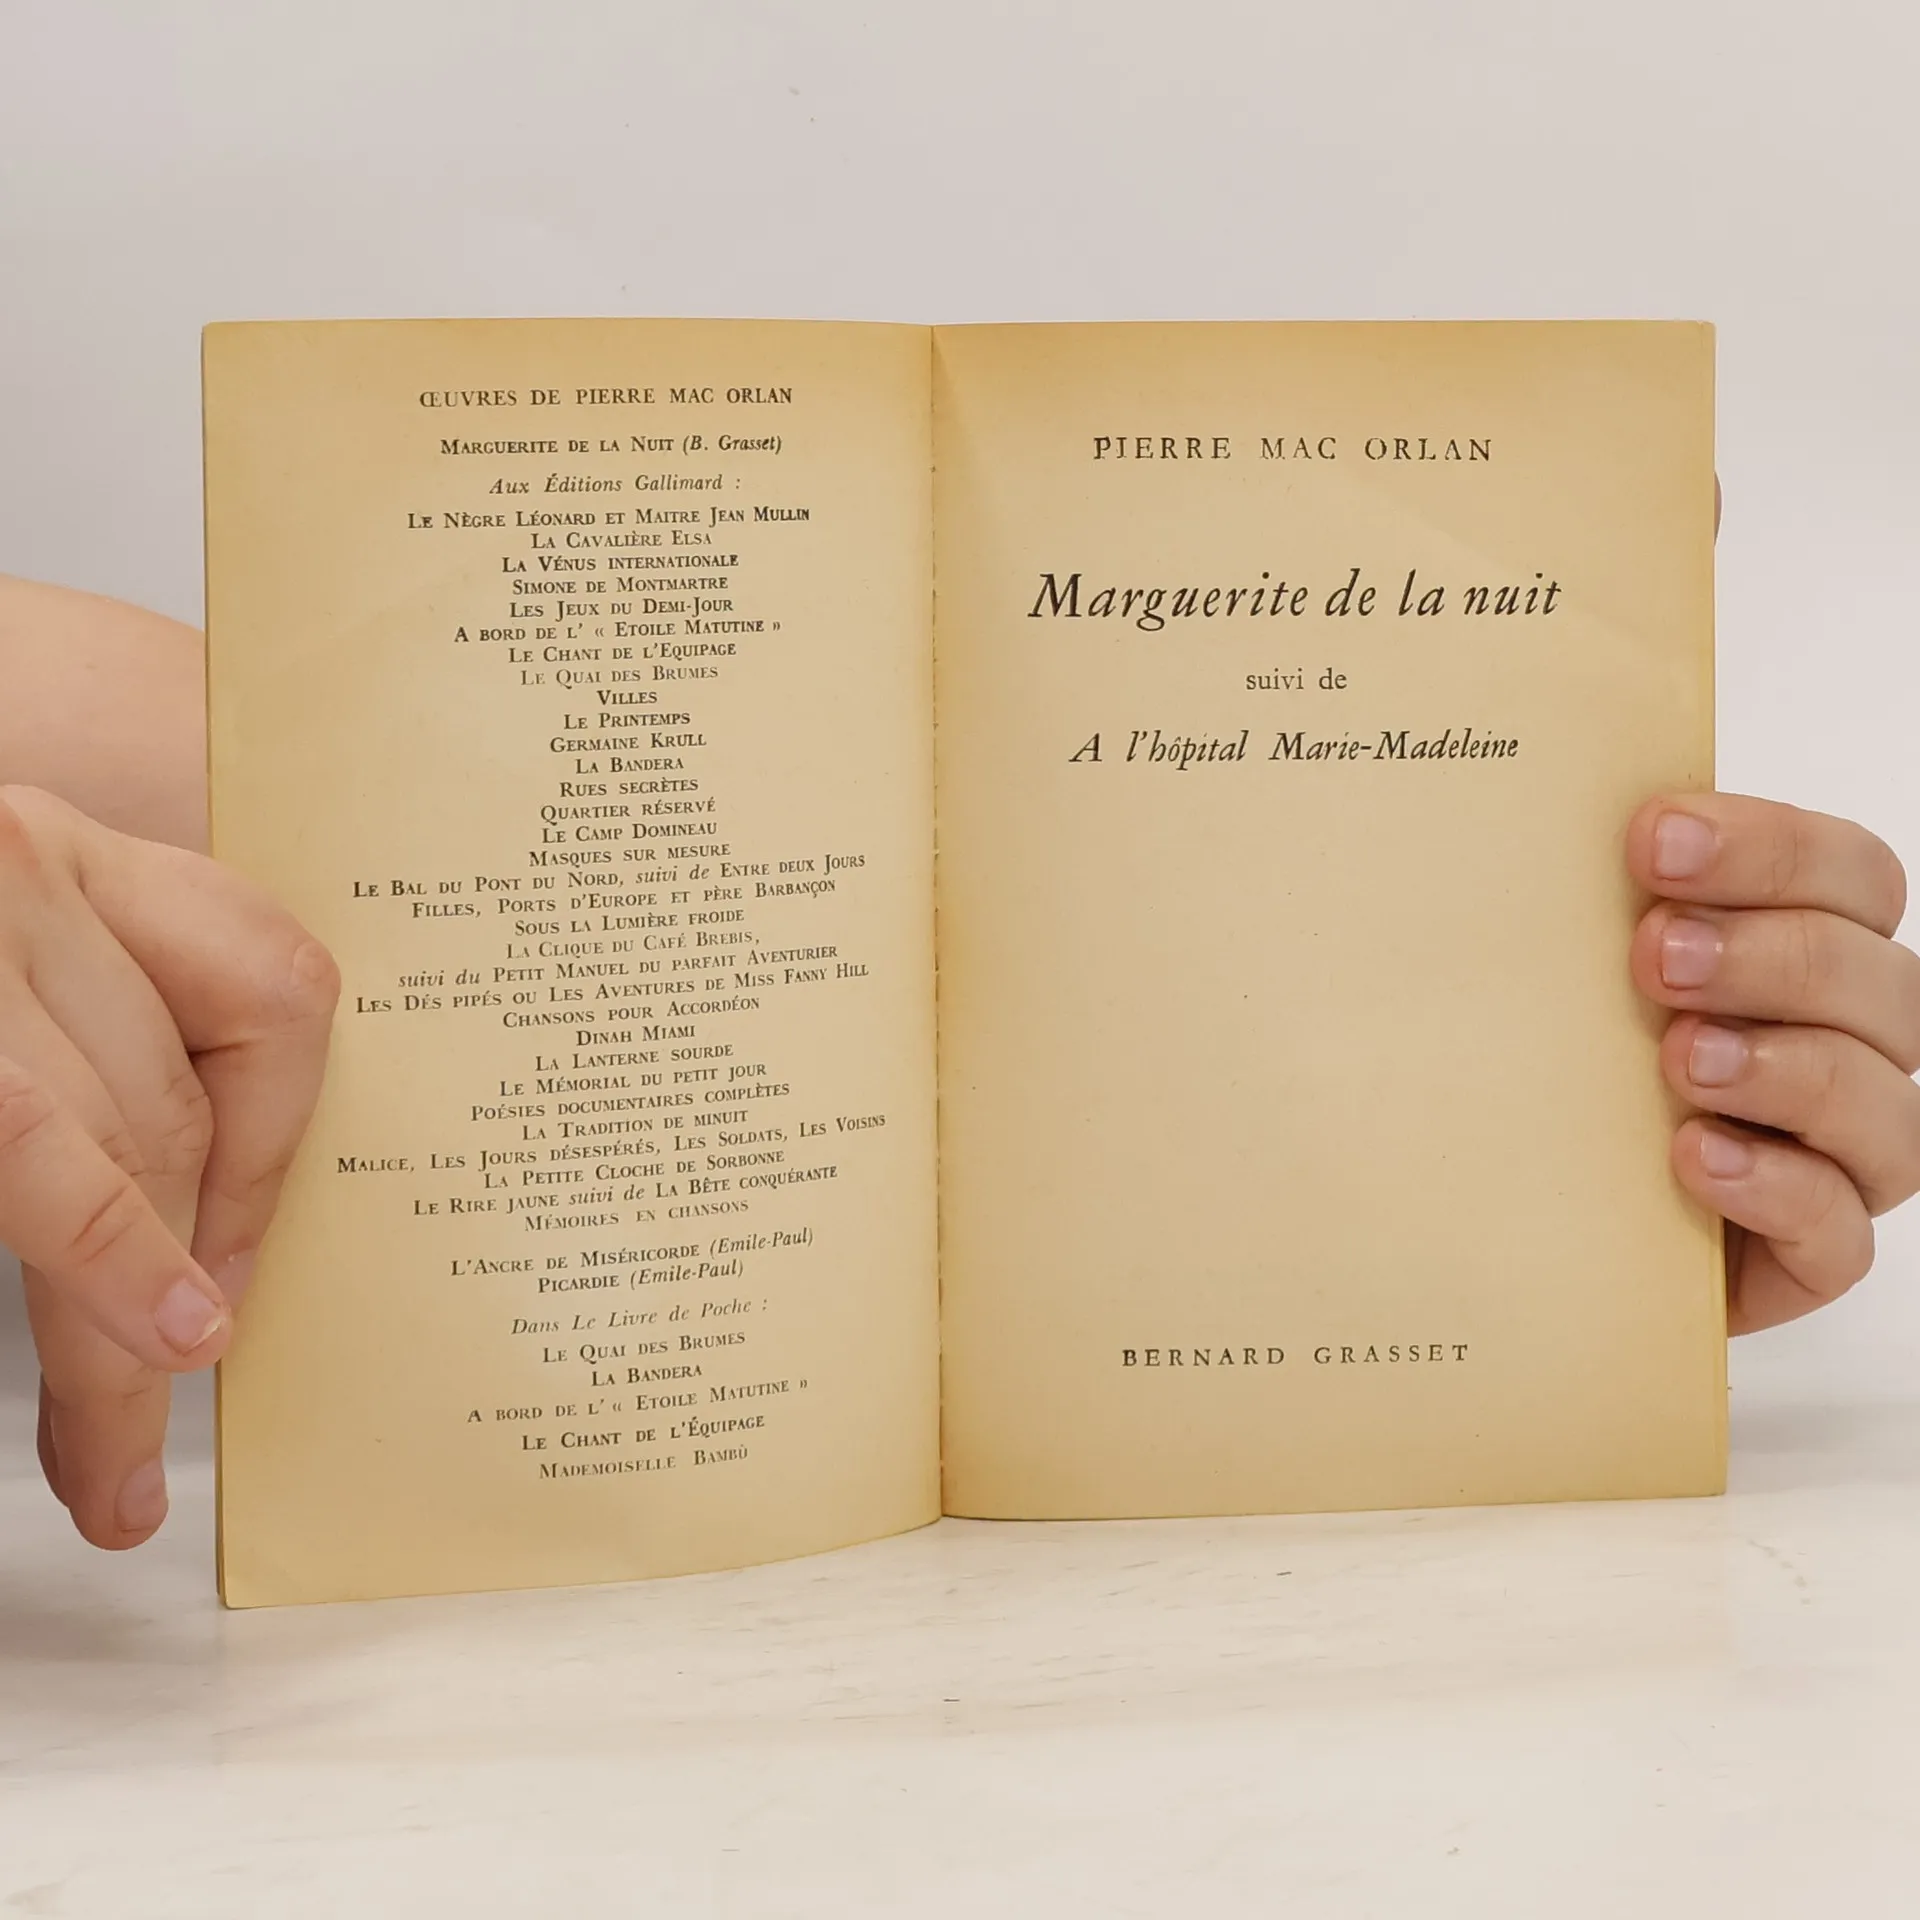 ŒUVRES DE PIERRE MAC ORLAN
MARGUERITE DE LA NUIT (B. Grasset)
Aux Éditions Gallimard :
LE NÈGRE LÉONARD ET MAITRE JEAN MULLIN
LA CAVALIÈRE ELSA
LA VÉNUS INTERNATIONALE
SIMONE DE MONTMARTRE
LES JEUX DU DEMI-JOUR
A BORD DE L' « ETOILE MATUTINE »
LE CHANT DE L'EQUIPAGE
LE QUAI DES BRUMES
VILLES
LE PRINTEMPS
GERMAINE KRULL
LA BANDERA
RUES SECRÈTES
QUARTIER RÉSERVÉ
LE CAMP DOMINEAU
MASQUES SUR MESURE
LE BAL DU PONT DU NORD, suivi de ENTRE DEUX JOURS
FILLES, PORTS D'EUROPE ET PÈRE BARBANÇON
SOUS LA LUMIÈRE FROIDE
LA CLIQUE DU CAFÉ BREBIS,
suivi du PETIT MANUEL DU PARFAIT AVENTURIER
LES DÉS PIPÉS OU LES AVENTURES DE MISS FANNY HILL
CHANSONS POUR ACCORDÉON
DINAH MIAMI
LA LANTERNE SOURDE
LE MÉMORIAL DU PETIT JOUR
POÉSIES DOCUMENTAIRES COMPLÈTES
LA TRADITION DE MINUIT
MALICE, LES JOURS DÉSESPÉRÉS, LES SOLDATS, LES VOISINS
LA PETITE CLOCHE DE SORBONNE
LE RIRE JAUNE suivi de LA BÊTE CONQUÉRANTE
MÉMOIRES EN CHANSONS
L'ANCRE DE MISÉRICORDE (Emile-Paul)
PICARDIE (Emile-Paul)
Dans Le Livre de Poche :
LE QUAI DES BRUMES
LA BANDERA
A BORD DE L' « ETOILE MATUTINE »
LE CHANT DE L'ÉQUIPAGE
MADEMOISELLE BAMBÙ
PIERRE MAC ORLAN
Marguerite de la nuit
suivi de
A l'hôpital Marie-Madeleine
BERNARD GRASSET